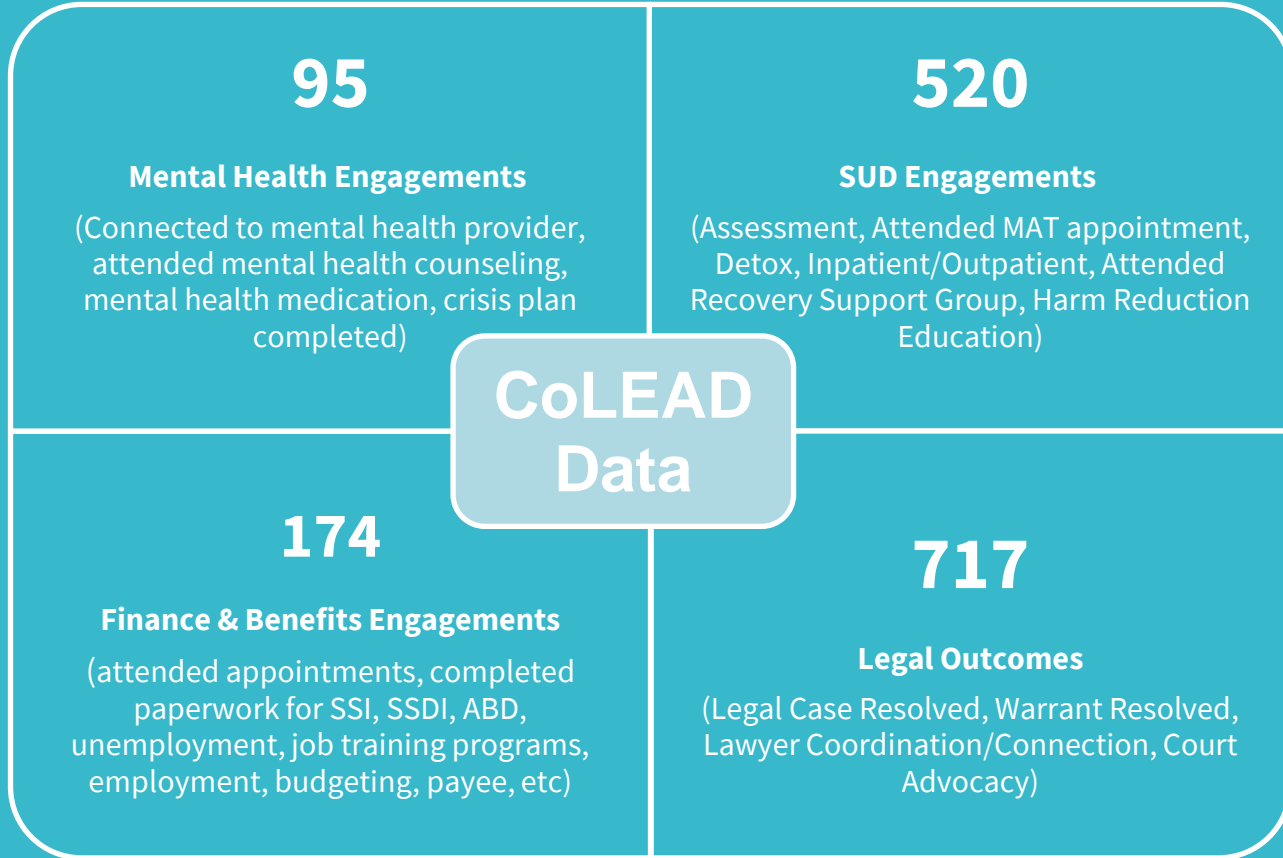 95
Mental Health Engagements
(Connected to mental health provider,
attended mental health counseling,
mental health medication, crisis plan
completed)
520
SUD Engagements
(Assessment, Attended MAT appointment,
Detox, Inpatient/Outpatient, Attended
Recovery Support Group, Harm Reduction
Education)
CoLEAD
Data
174
Finance & Benefits Engagements
(attended appointments, completed
paperwork for SSI, SSDI, ABD,
unemployment, job training programs,
employment, budgeting, payee, etc)
717
Legal Outcomes
(Legal Case Resolved, Warrant Resolved,
Lawyer Coordination/Connection, Court
Advocacy)